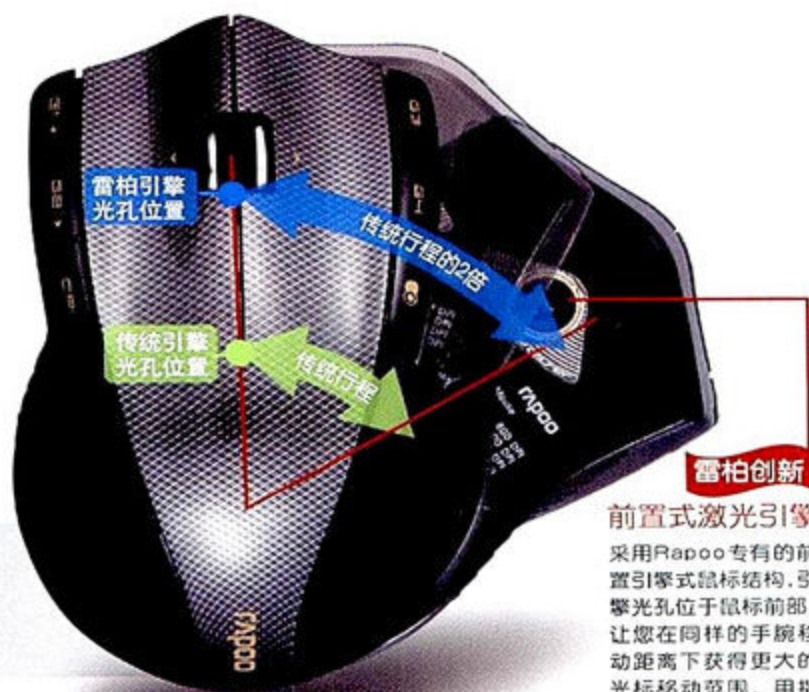 雷柏引擎
光孔位置
传统行程的2倍
传统引擎
光孔位置
传统行程
rapoo
rapoo
雷柏创新
前置式激光引擎
采用Rapoo专有的前
置引擎式鼠标结构.引
擎光孔位于鼠标前部
让您在同样的手腕移
动距离下获得更大的
光标移动范围